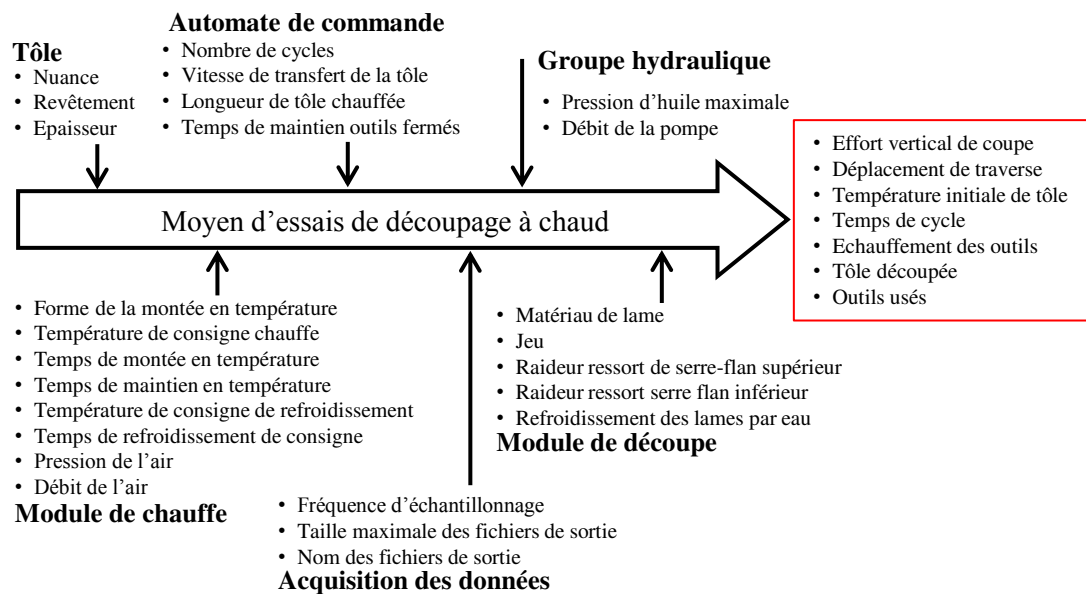 Tôle
• Nuance
• Revêtement
• Epaisseur
Automate de commande
• Nombre de cycles
• Vitesse de transfert de la tôle
• Longueur de tôle chauffée
• Temps de maintien outils fermés
Groupe hydraulique
• Pression d’huile maximale
• Débit de la pompe
Moyen d’essais de découpage à chaud
• Effort vertical de coupe
• Déplacement de traverse
• Température initiale de tôle
• Temps de cycle
• Echauffement des outils
• Tôle découpée
• Outils usés
• Forme de la montée en température
• Température de consigne chauffe
• Temps de montée en température
• Temps de maintien en température
• Température de consigne de refroidissement
• Temps de refroidissement de consigne
• Pression de l’air
• Débit de l’air
Module de chauffe
• Fréquence d’échantillonnage
• Taille maximale des fichiers de sortie
• Nom des fichiers de sortie
Acquisition des données
• Matériau de lame
• Jeu
• Raideur ressort de serre-flan supérieur
• Raideur ressort serre flan inférieur
• Refroidissement des lames par eau
Module de découpe